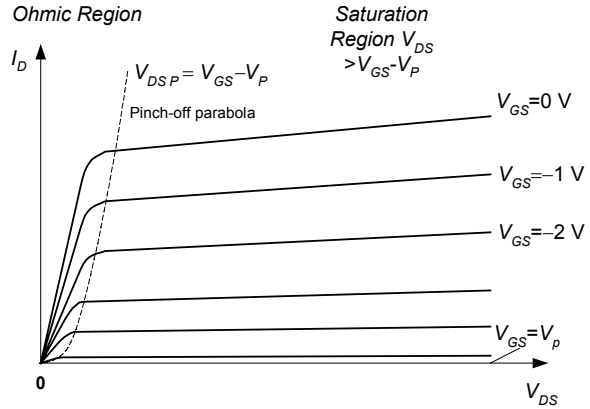 Ohmic Region
Saturation
Region V_DS
>V_GS-V_P
I_D
V_DS P = V_GS−V_P
Pinch-off parabola
V_GS=0 V
V_GS=−1 V
V_GS=−2 V
V_GS=V_p
0
V_DS